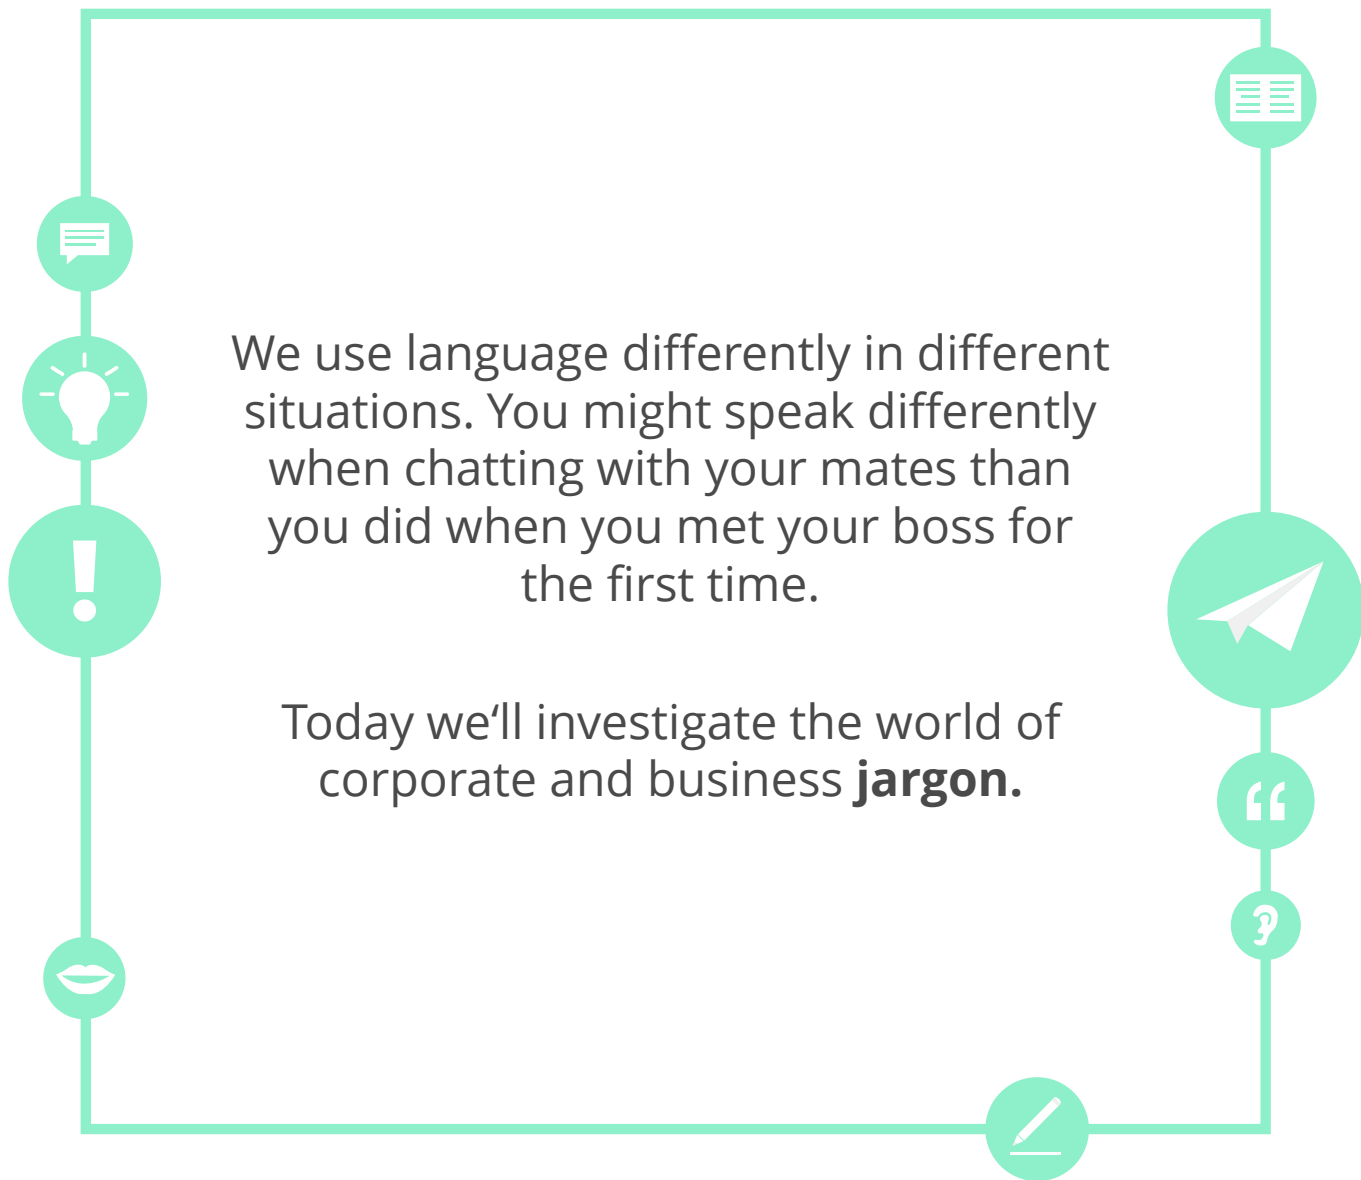 We use language differently in different
situations. You might speak differently
when chatting with your mates than
you did when you met your boss for
the first time.
Today we‘ll investigate the world of
corporate and business jargon.